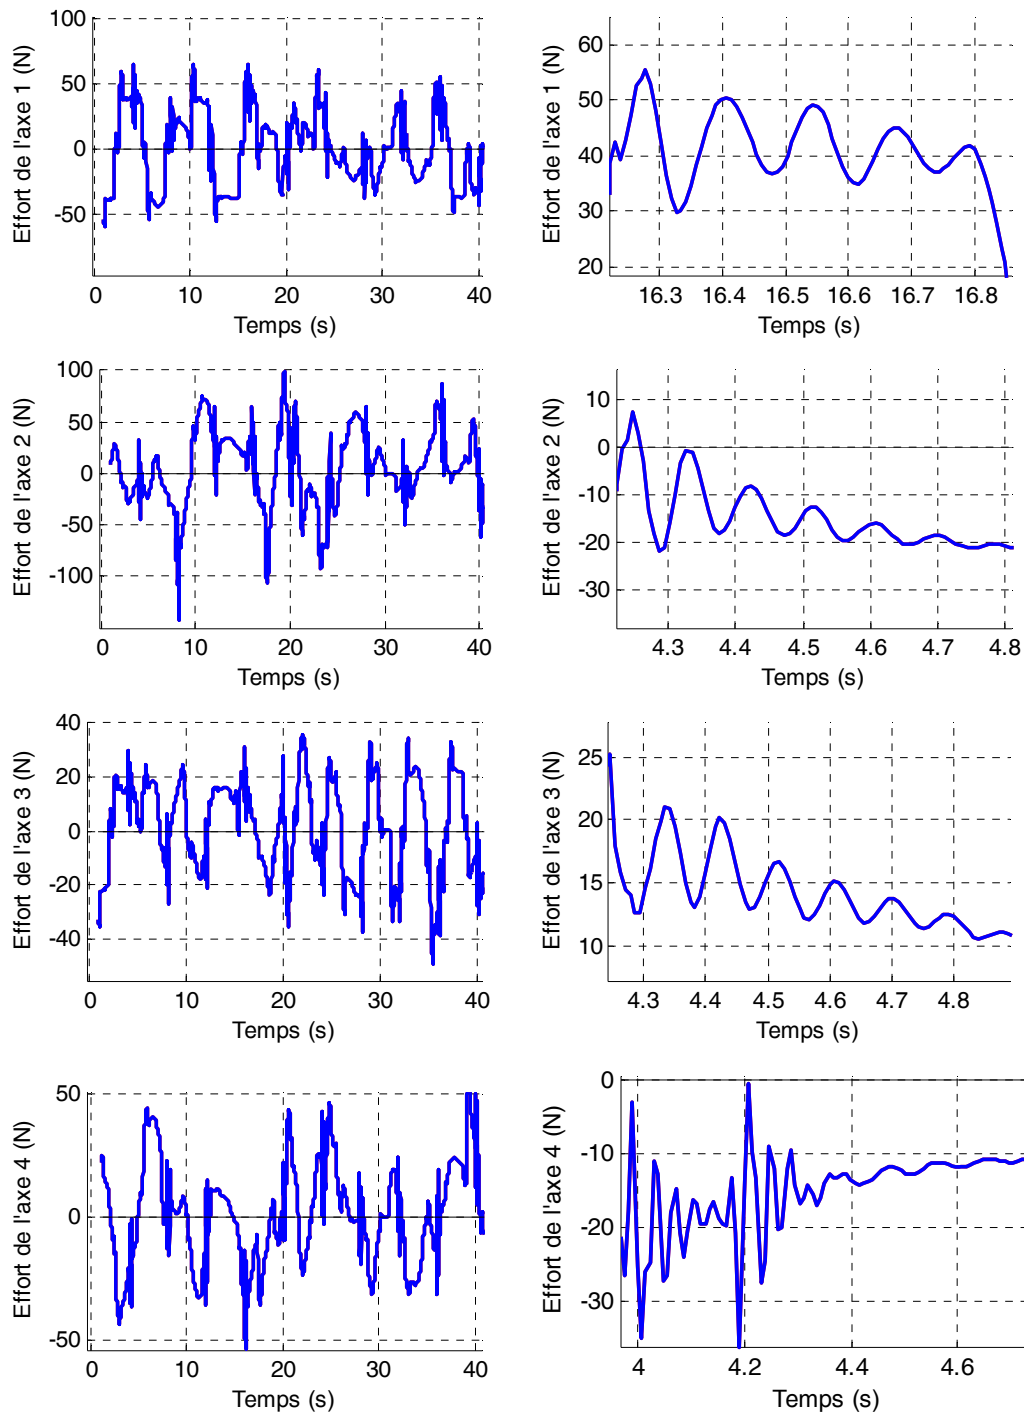 Effort de l'axe 1 (N)
100
50
0
-50
0 10 20 30 40
Temps (s)
Effort de l'axe 1 (N)
60
50
40
30
20
16.3 16.4 16.5 16.6 16.7 16.8
Temps (s)
Effort de l'axe 2 (N)
100
50
0
-50
-100
0 10 20 30 40
Temps (s)
Effort de l'axe 2 (N)
10
0
-10
-20
-30
4.3 4.4 4.5 4.6 4.7 4.8
Temps (s)
Effort de l'axe 3 (N)
40
20
0
-20
-40
0 10 20 30 40
Temps (s)
Effort de l'axe 3 (N)
25
20
15
10
4.3 4.4 4.5 4.6 4.7 4.8
Temps (s)
Effort de l'axe 4 (N)
50
0
-50
0 10 20 30 40
Temps (s)
Effort de l'axe 4 (N)
0
-10
-20
-30
4 4.2 4.4 4.6
Temps (s)